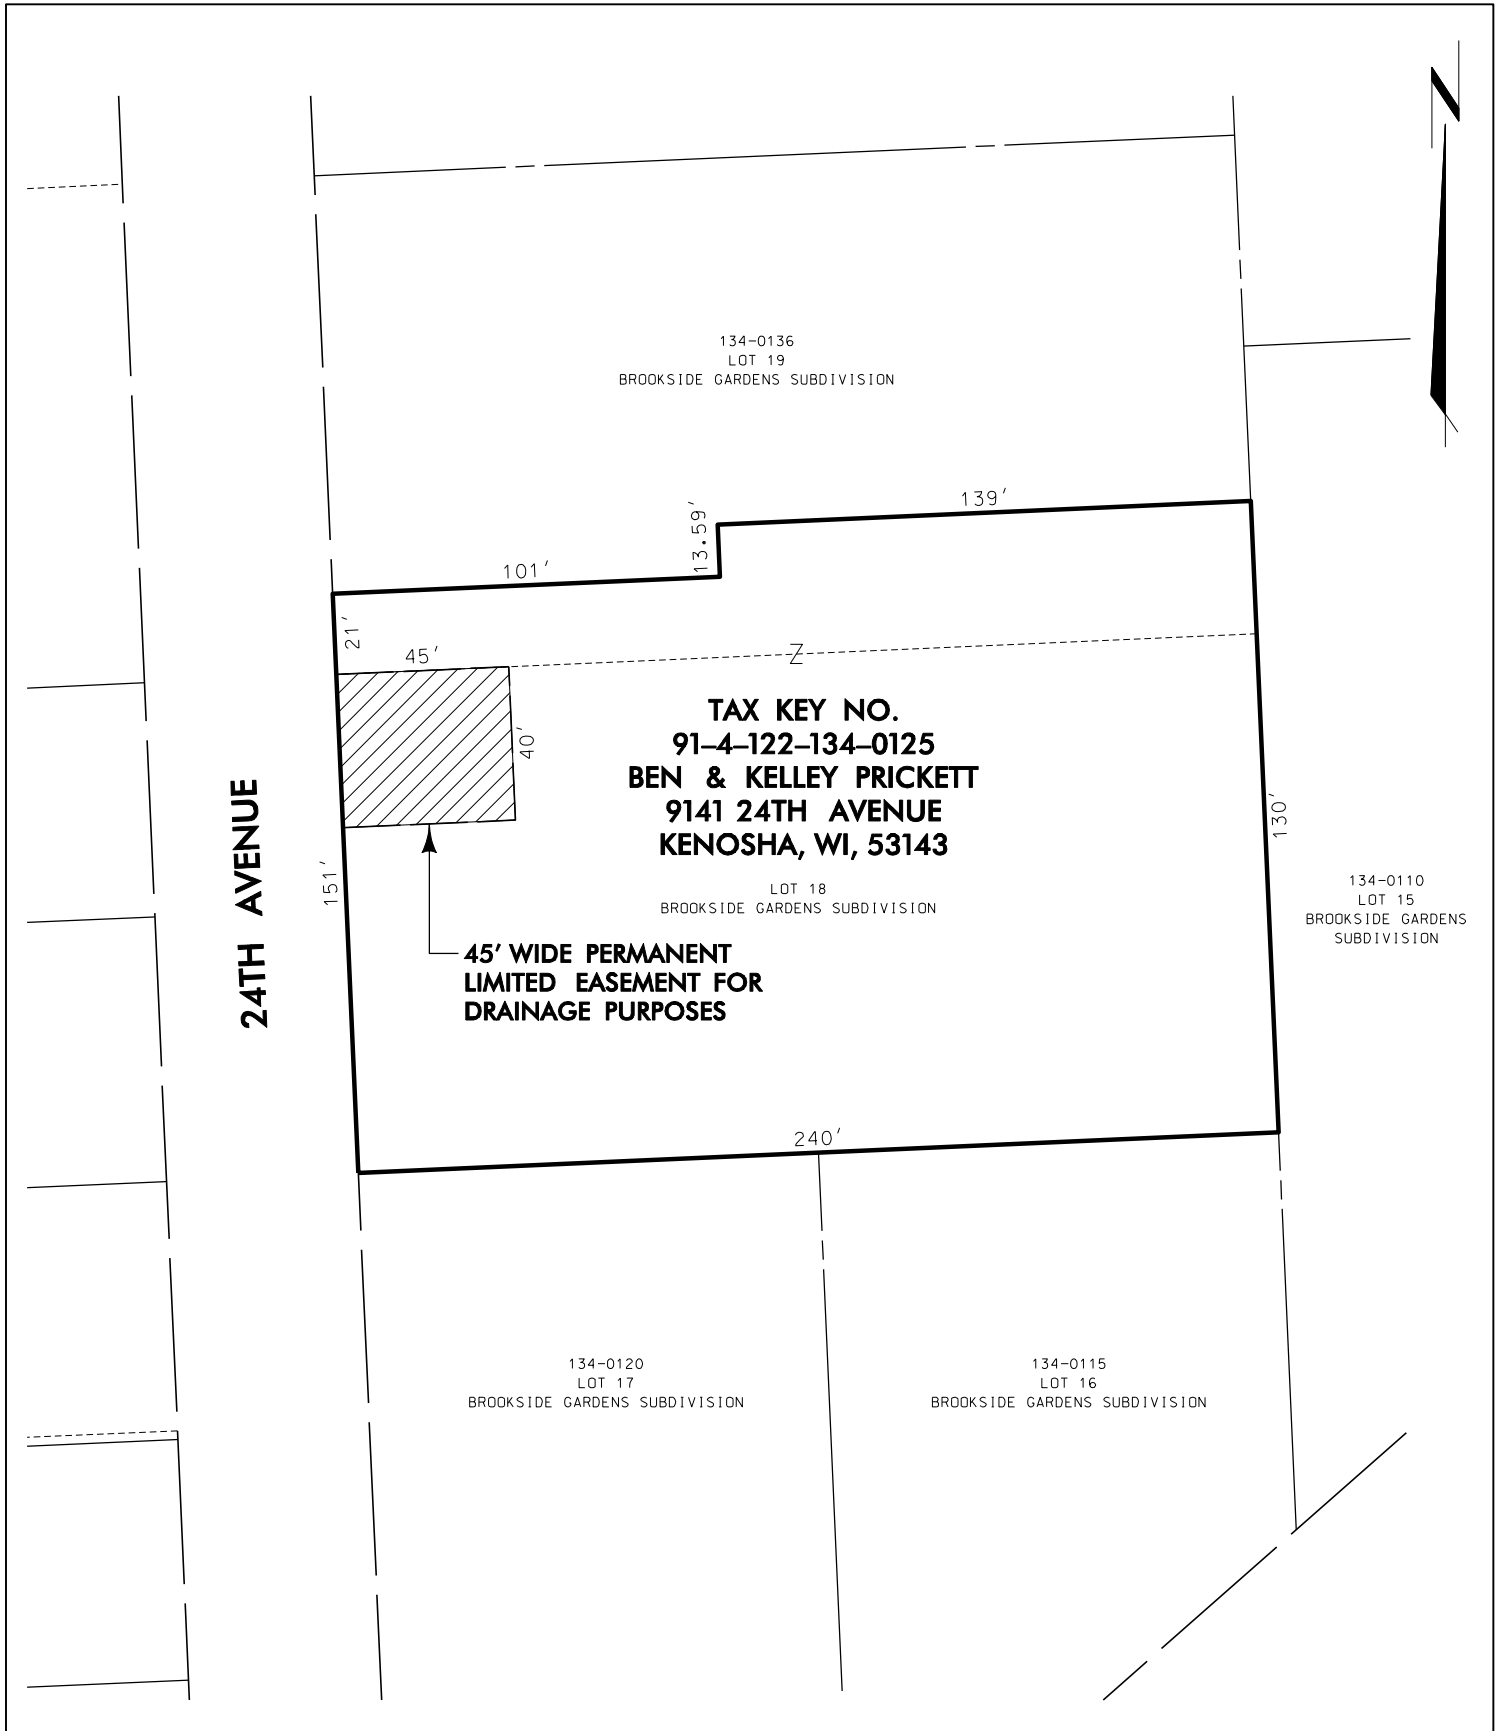 N
134-0136
LOT 19
BROOKSIDE GARDENS SUBDIVISION
139'
13.59'
101'
21'
45'
Z
40'
TAX KEY NO.
91-4-122-134-0125
BEN & KELLEY PRICKETT
9141 24TH AVENUE
KENOSHA, WI, 53143
LOT 18
BROOKSIDE GARDENS SUBDIVISION
24TH AVENUE
151'
130'
134-0110
LOT 15
BROOKSIDE GARDENS
SUBDIVISION
45' WIDE PERMANENT
LIMITED EASEMENT FOR
DRAINAGE PURPOSES
240'
134-0120
LOT 17
BROOKSIDE GARDENS SUBDIVISION
134-0115
LOT 16
BROOKSIDE GARDENS SUBDIVISION